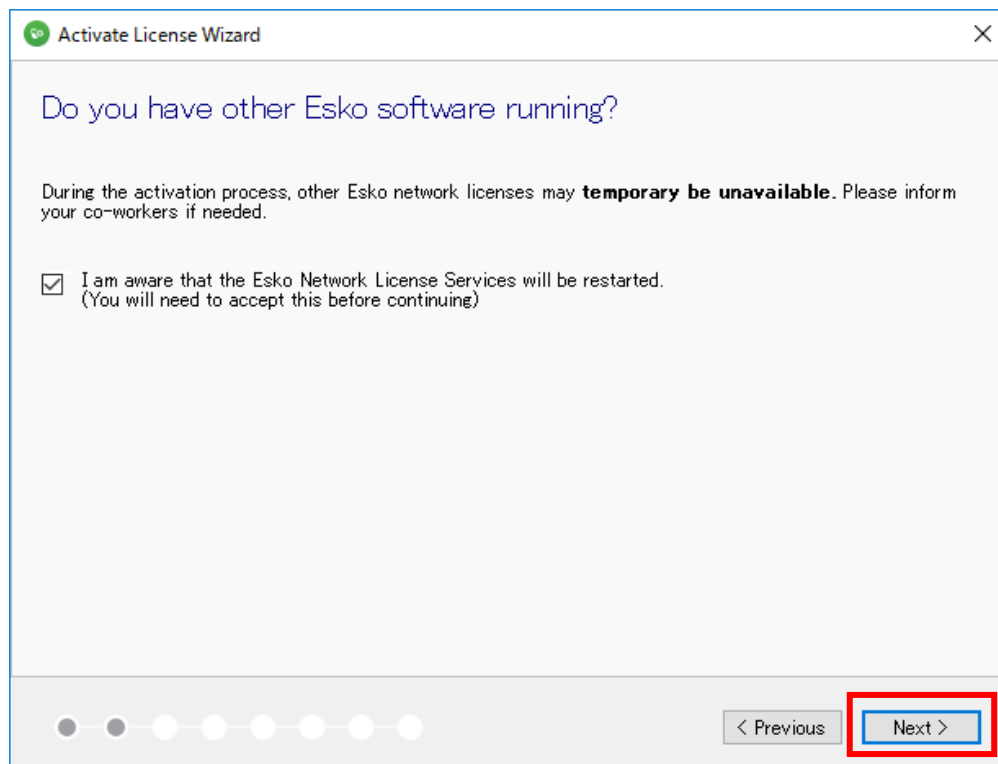 Activate License Wizard
Do you have other Esko software running?
During the activation process, other Esko network licenses may temporary be unavailable. Please inform
your co-workers if needed.
I am aware that the Esko Network License Services will be restarted.
(You will need to accept this before continuing)
< Previous
Next >